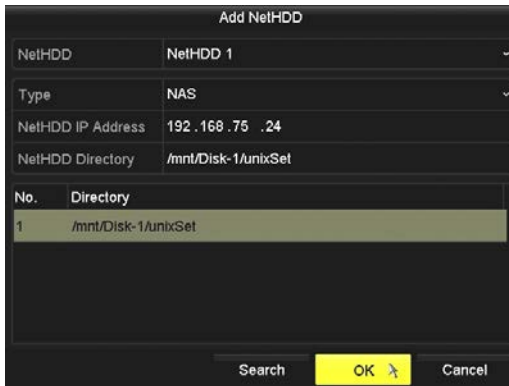 Add NetHDD
NetHDD NetHDD 1
Type NAS
NetHDD IP Address 192.168.75 .24
NetHDD Directory /mnt/Disk-1/unixSet
No. Directory
1 /mnt/Disk-1/unixSet
Search OK Cancel